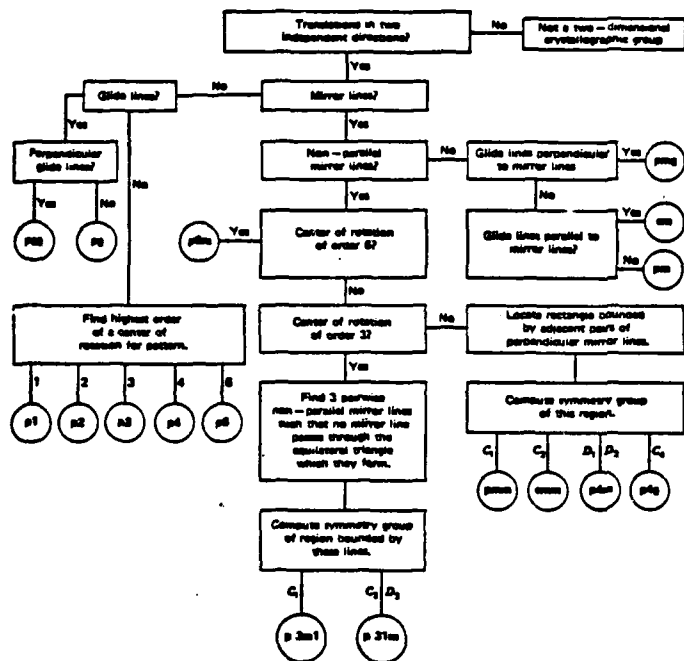 Translations in two
independent directions?
No
Not a two - dimensional
crystallographic group
Yes
Glide lines?
No
Mirror lines?
Yes
Yes
Perpendicular
glide lines?
No
Non - parallel
mirror lines?
No
Glide lines perpendicular
to mirror lines
Yes
pmg
Yes
No
pgg
pg
Yes
No
p6m
Yes
Center of rotation
of order 6?
Glide lines parallel to
mirror lines?
Yes
No
cm
pm
No
Find highest order
of a center of
rotation for pattern.
Center of rotation
of order 3?
No
Locate rectangle bounded
by adjacent pairs of
perpendicular mirror lines.
1
2
3
4
6
p1
p2
p3
p4
Yes
Find 3 pairwise
non - parallel mirror lines
such that no mirror line
passes through the
equilateral triangle
which they form.
Compute symmetry group
of this region.
C₁
C₂
D₁
D₂
C₄
pmm
cmm
p4m
p4g
Compute symmetry group
of region bounded by
these lines.
C₁
D₃
p 3m1
p 31m